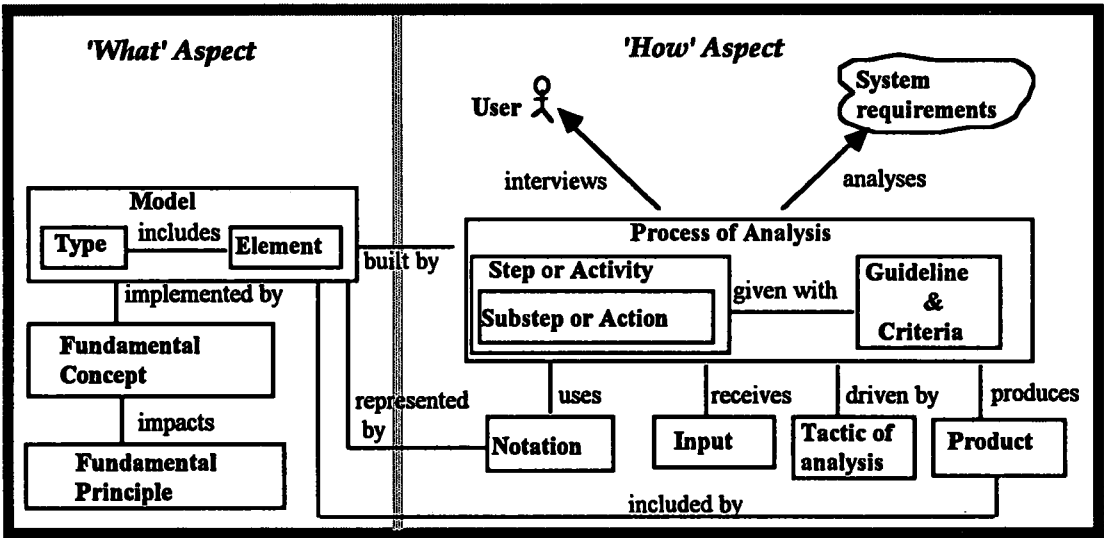 'What' Aspect
'How' Aspect
User
System
requirements
interviews
analyses
Model
Type
includes
Element
built by
Process of Analysis
Step or Activity
Substep or Action
given with
Guideline
&
Criteria
implemented by
Fundamental
Concept
impacts
Fundamental
Principle
represented
by
uses
receives
driven by
produces
Notation
Input
Tactic of
analysis
Product
included by